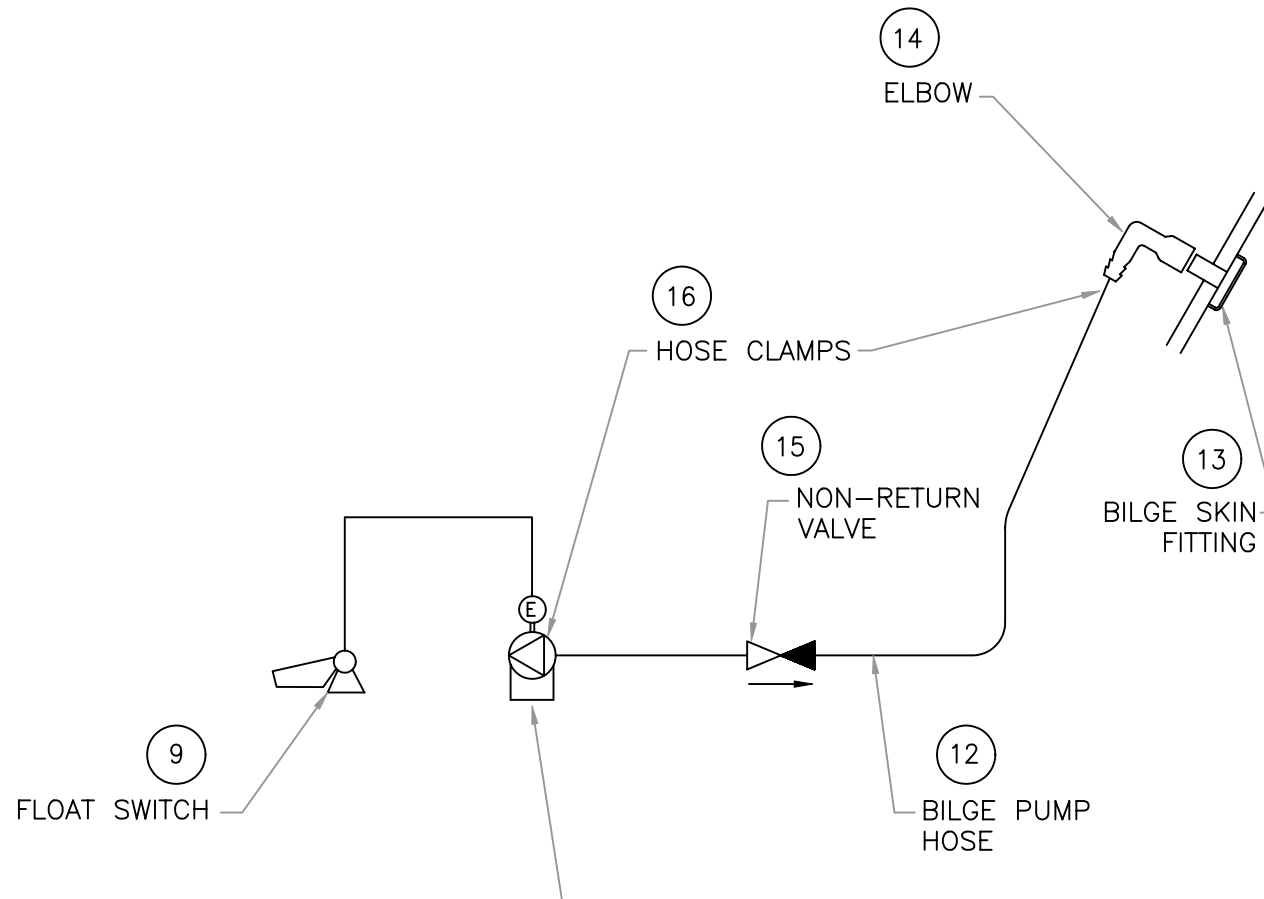 14
ELBOW
16
HOSE CLAMPS
15
NON-RETURN
VALVE
13
BILGE SKIN
FITTING
E
9
FLOAT SWITCH
12
BILGE PUMP
HOSE